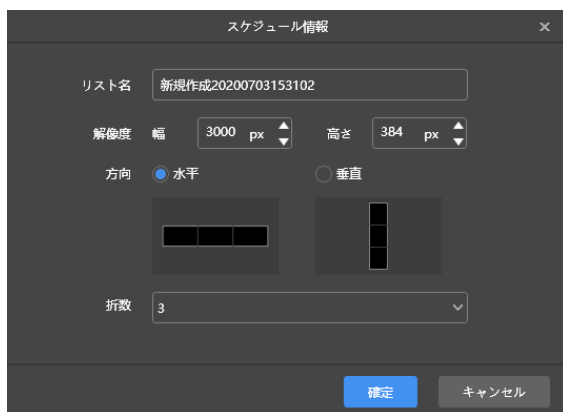 スケジュール情報
リスト名 新規作成20200703153102
解像度 幅 3000 px 高さ 384 px
方向 水平 垂直
折数 3
確定 キャンセル